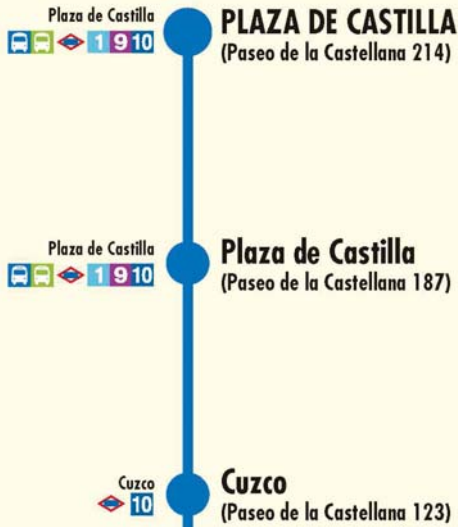 Plaza de Castilla
1 9 10
PLAZA DE CASTILLA
(Paseo de la Castellana 214)
Plaza de Castilla
1 9 10
Plaza de Castilla
(Paseo de la Castellana 187)
Cuzco
10
Cuzco
(Paseo de la Castellana 123)